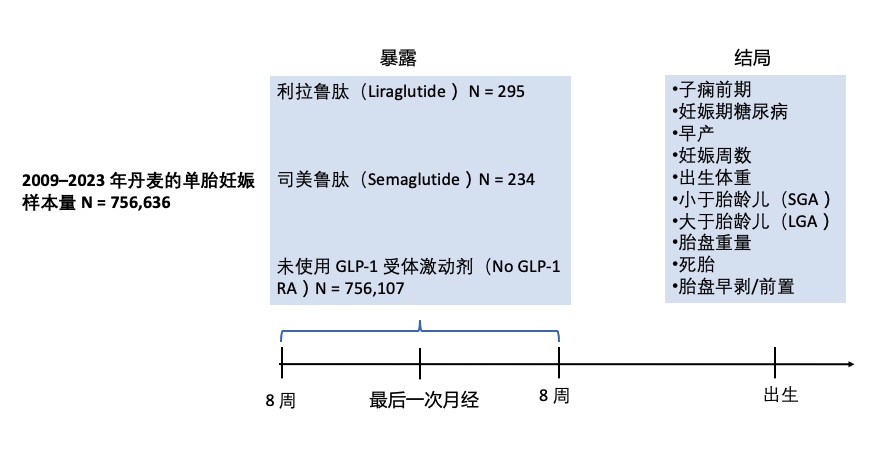 暴露
结局
利拉鲁肽（Liraglutide ）N = 295
•子痫前期
•妊娠期糖尿病
•早产
•妊娠周数
2009–2023 年丹麦的单胎妊娠
样本量 N = 756,636
司美鲁肽（Semaglutide）N = 234
•出生体重
•小于胎龄儿（SGA ）
•大于胎龄儿（LGA ）
•胎盘重量
未使用 GLP-1 受体激动剂（No GLP-1
RA ）N = 756,107
•死胎
•胎盘早剥/前置
8 周
最后一次月经
8 周
出生